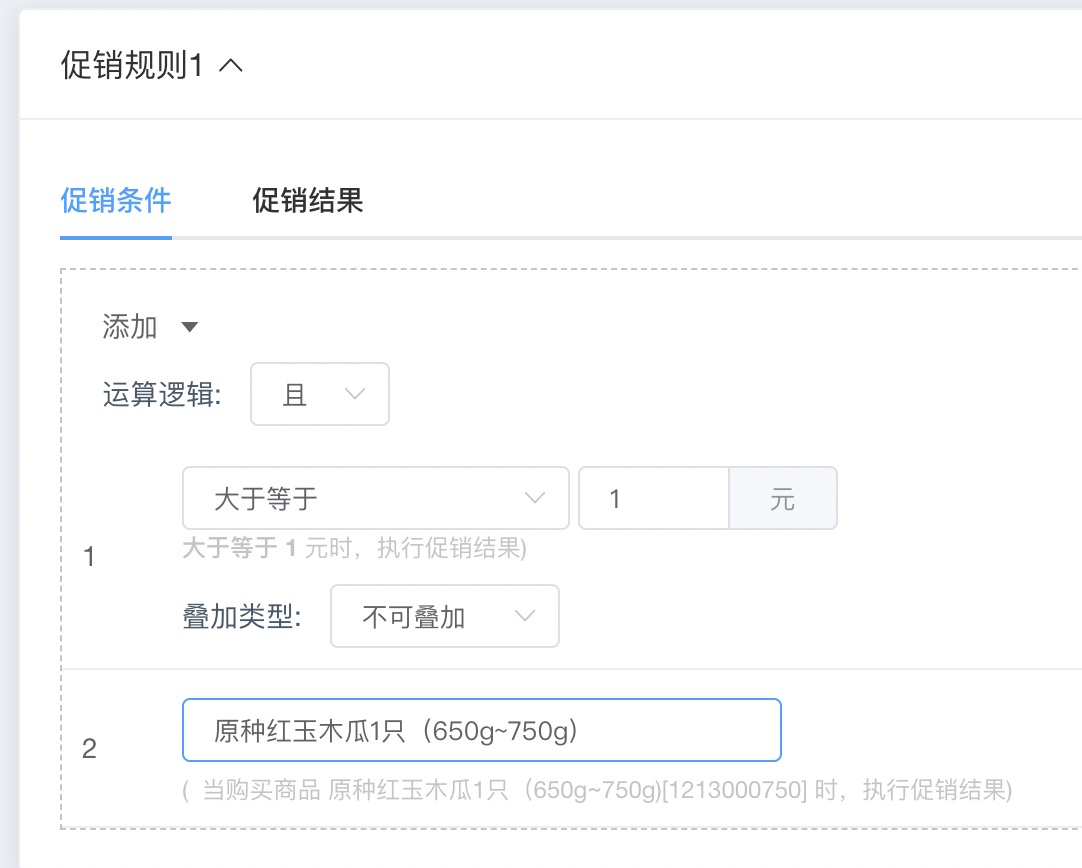 促销规则1
促销条件 促销结果
添加
运算逻辑: 且
大于等于 1 元
1
大于等于 1 元时，执行促销结果)
叠加类型: 不可叠加
2
原种红玉木瓜1只（650g~750g)
( 当购买商品 原种红玉木瓜1只（650g~750g)[1213000750] 时，执行促销结果)